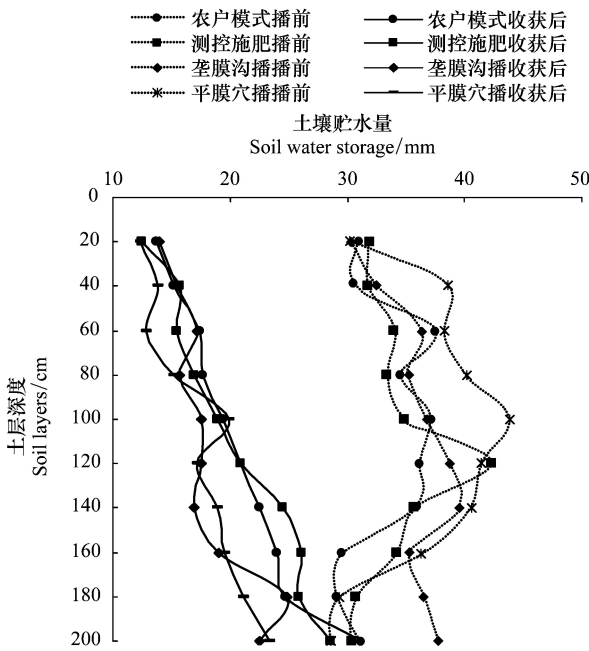 农户模式播前 农户模式收获后
测控施肥播前 测控施肥收获后
垄膜沟播播前 垄膜沟播收获后
平膜穴播播前 平膜穴播收获后
土壤贮水量
Soil water storage/mm
10 20 30 40 50
0
20
40
60
80
100
120
140
160
180
200
土层深度
Soil layers/cm